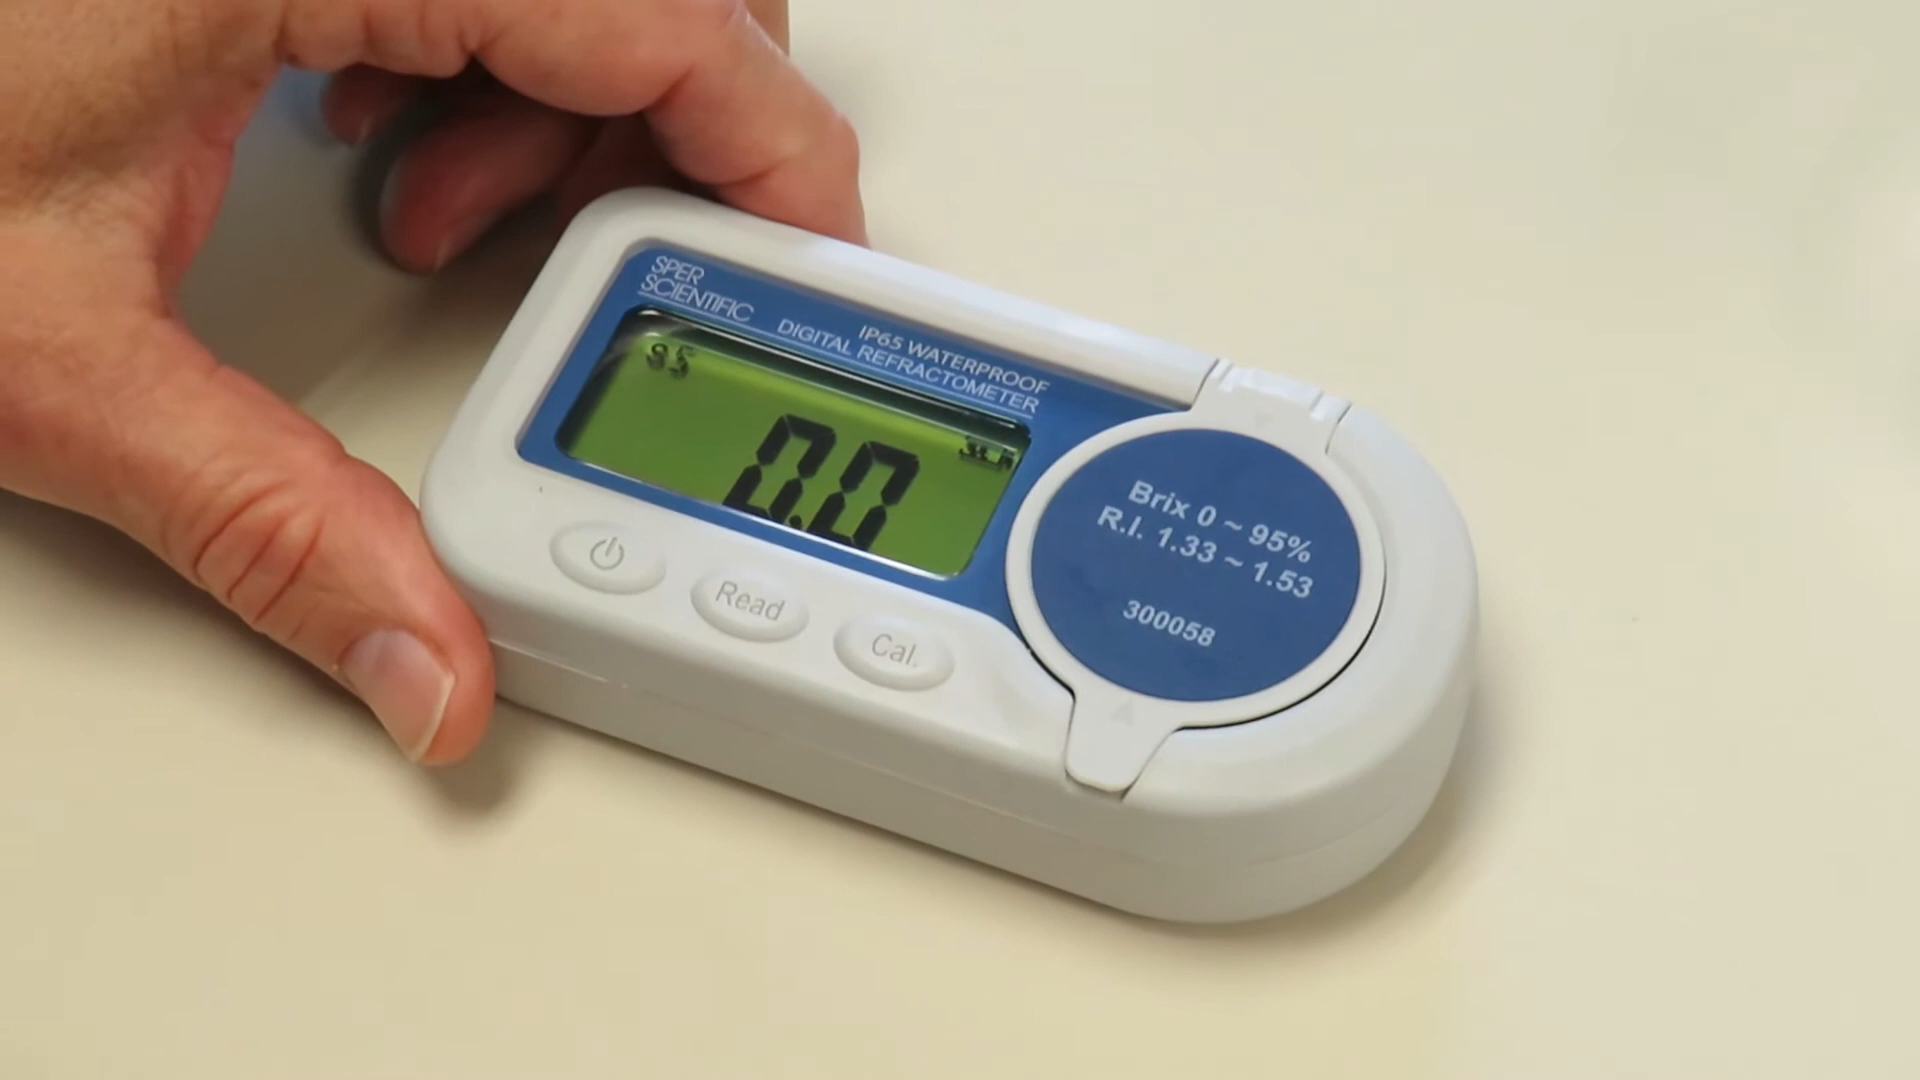 SPER
SCIENTIFIC
IP65 WATERPROOF
DIGITAL REFRACTOMETER
0.0
Read
Cal.
Brix 0 ~ 95%
R.I. 1.33 ~ 1.53
300058